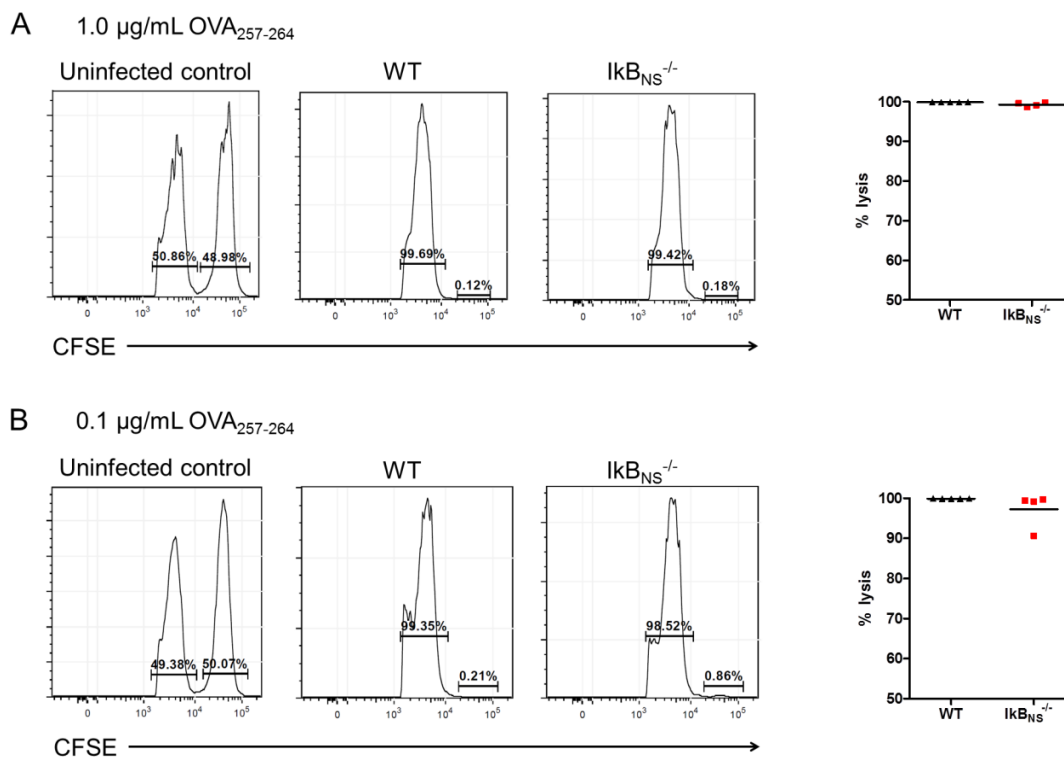 A 1.0 µg/mL OVA257-264
Uninfected control WT IkBNS-/-
50.86% 48.98%
99.69% 0.12%
99.42% 0.18%
0 10³ 10⁴ 10⁵
0 10³ 10⁴ 10⁵
0 10³ 10⁴ 10⁵
CFSE
% lysis
100
90
80
70
60
50
WT IkBNS-/-
B 0.1 µg/mL OVA257-264
Uninfected control WT IkBNS-/-
49.38% 50.07%
99.35% 0.21%
98.52% 0.86%
0 10³ 10⁴ 10⁵
0 10³ 10⁴ 10⁵
0 10³ 10⁴ 10⁵
CFSE
% lysis
100
90
80
70
60
50
WT IkBNS-/-